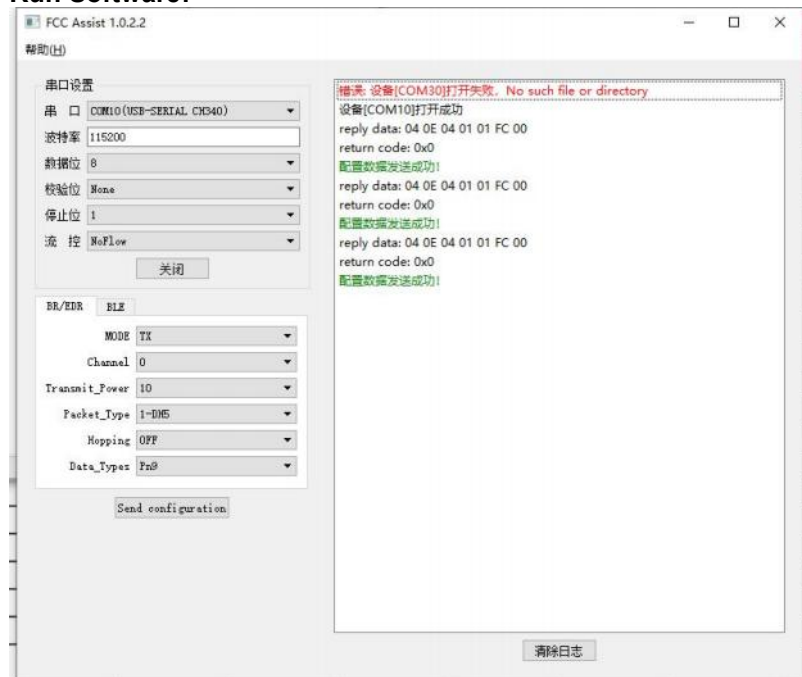 Run Software:
FCC Assist 1.0.2.2
帮助(H)
串口设置
串 口 COM10(USB-SERIAL CH340)
波特率 115200
数据位 8
校验位 None
停止位 1
流 控 NoFlow
关闭
BR/EDR BLE
MODE TX
Channel 0
Transmit_Power 10
Packet_Type 1-DH5
Hopping OFF
Data_Types Pn9
Send configuration
错误: 设备[COM30]打开失败．No such file or directory
设备[COM10]打开成功
reply data: 04 0E 04 01 01 FC 00
return code: 0x0
配置数据发送成功!
reply data: 04 0E 04 01 01 FC 00
return code: 0x0
配置数据发送成功!
reply data: 04 0E 04 01 01 FC 00
return code: 0x0
配置数据发送成功!
清除日志